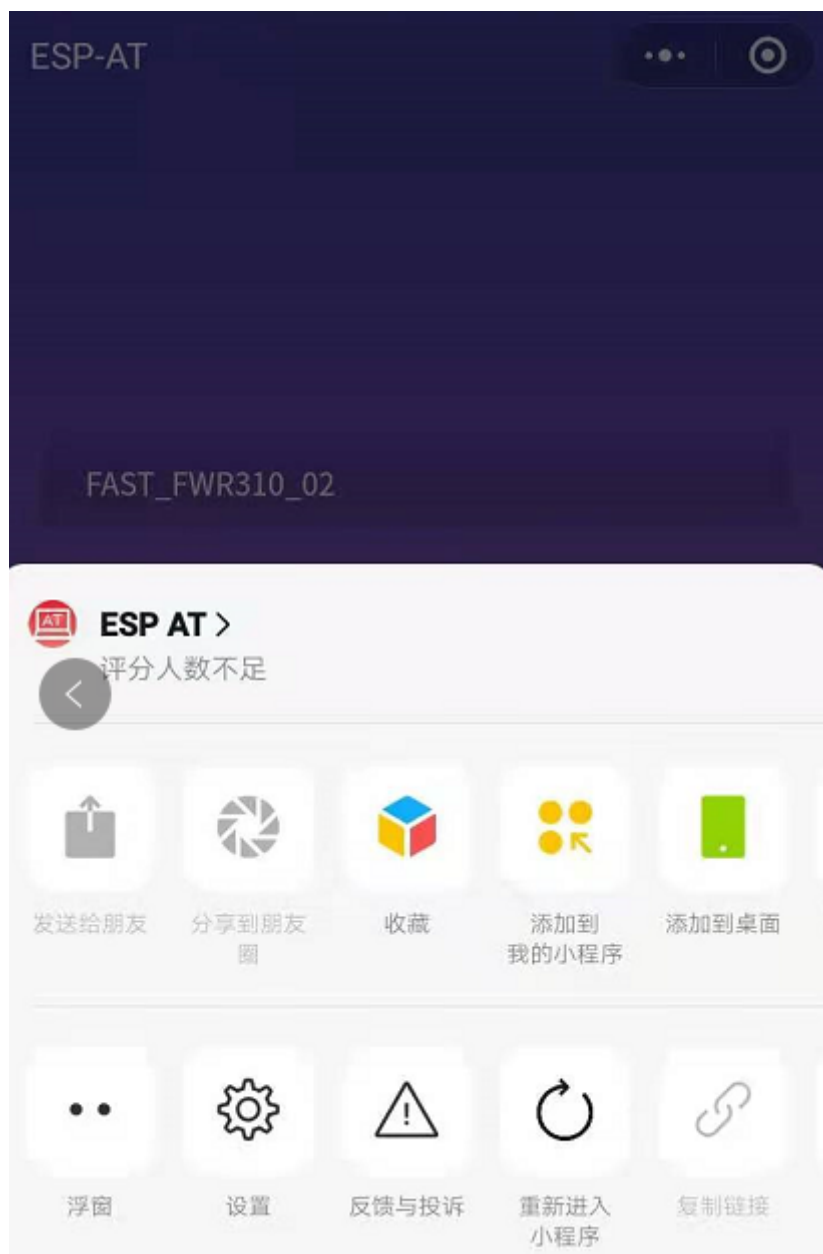 ESP-AT
FAST_FWR310_02
AT
ESP AT >
评分人数不足
发送给朋友
分享到朋友
圈
收藏
添加到
我的小程序
添加到桌面
浮窗
设置
反馈与投诉
重新进入
小程序
复制链接